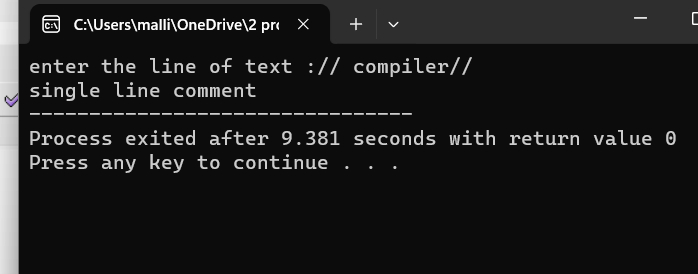 C:\Users\malli\OneDrive\2 pr
enter the line of text :// compiler//
single line comment
--------------------------------
Process exited after 9.381 seconds with return value 0
Press any key to continue . . .